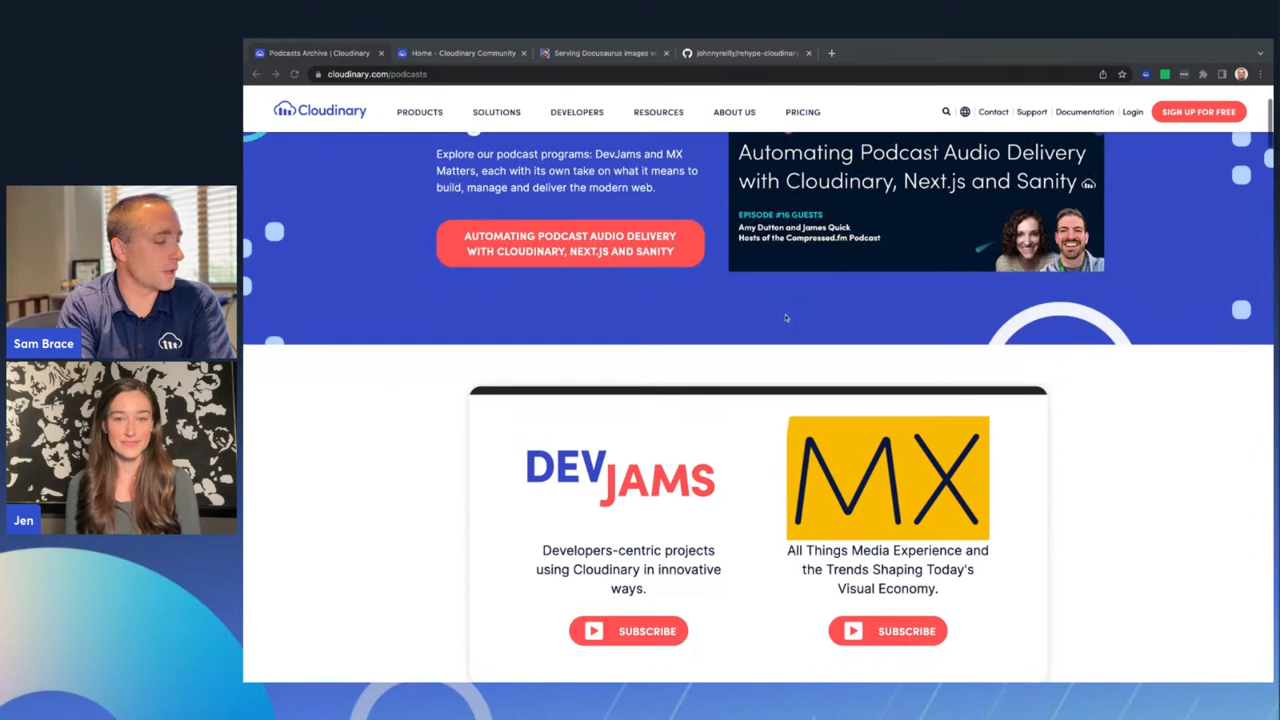 Podcasts Archive | Cloudinary
Home - Cloudinary Community
Serving Docusaurus images w
johnnyreilly/rehype-cloudinary
cloudinary.com/podcasts
Cloudinary
PRODUCTS
SOLUTIONS
DEVELOPERS
RESOURCES
ABOUT US
PRICING
Contact
Support
Documentation
Login
SIGN UP FOR FREE
Explore our podcast programs: DevJams and MX
Matters, each with its own take on what it means to
build, manage and deliver the modern web.
AUTOMATING PODCAST AUDIO DELIVERY
WITH CLOUDINARY, NEXT.JS AND SANITY
Automating Podcast Audio Delivery
with Cloudinary, Next.js and Sanity
EPISODE #16 GUESTS
Amy Dutton and James Quick
Hosts of the Compressed.fm Podcast
Sam Brace
Jen
DEVJAMS
Developers-centric projects
using Cloudinary in innovative
ways.
SUBSCRIBE
MX
All Things Media Experience and
the Trends Shaping Today's
Visual Economy.
SUBSCRIBE